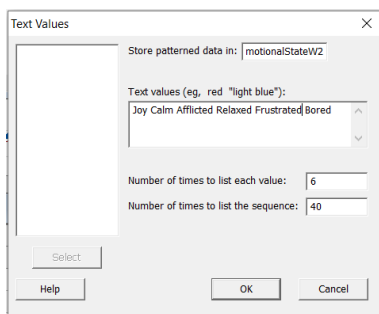 Text Values
Store patterned data in: motionalStateW2
Text values (eg, red "light blue"):
Joy Calm Afflicted Relaxed Frustrated Bored
Number of times to list each value: 6
Number of times to list the sequence: 40
Select
Help OK Cancel